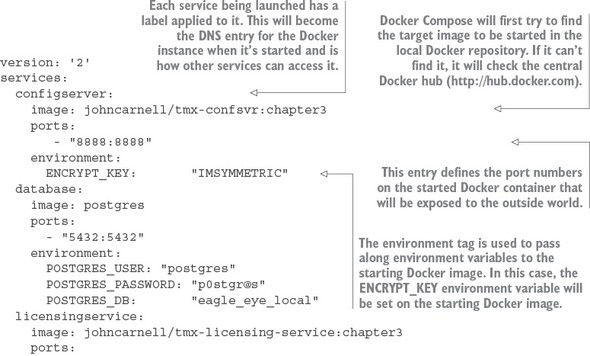 Each service being launched has a
label applied to it. This will become
the DNS entry for the Docker
instance when it's started and is
how other services can access it.
Docker Compose will first try to find
the target image to be started in the
local Docker repository. If it can't
find it, it will check the central
Docker hub (http://hub.docker.com).
version: '2'
services:
configserver:
image: johncarnell/tmx-confsvr:chapter3
ports:
- "8888:8888"
environment:
ENCRYPT_KEY: "IMSYMMETRIC"
This entry defines the port numbers
on the started Docker container that
will be exposed to the outside world.
database:
image: postgres
ports:
- "5432:5432"
environment:
POSTGRES_USER: "postgres"
POSTGRES_PASSWORD: "p0stgr@s"
POSTGRES_DB: "eagle_eye_local"
The environment tag is used to pass
along environment variables to the
starting Docker image. In this case, the
ENCRYPT_KEY environment variable will
be set on the starting Docker image.
licensingservice:
image: johncarnell/tmx-licensing-service:chapter3
ports: